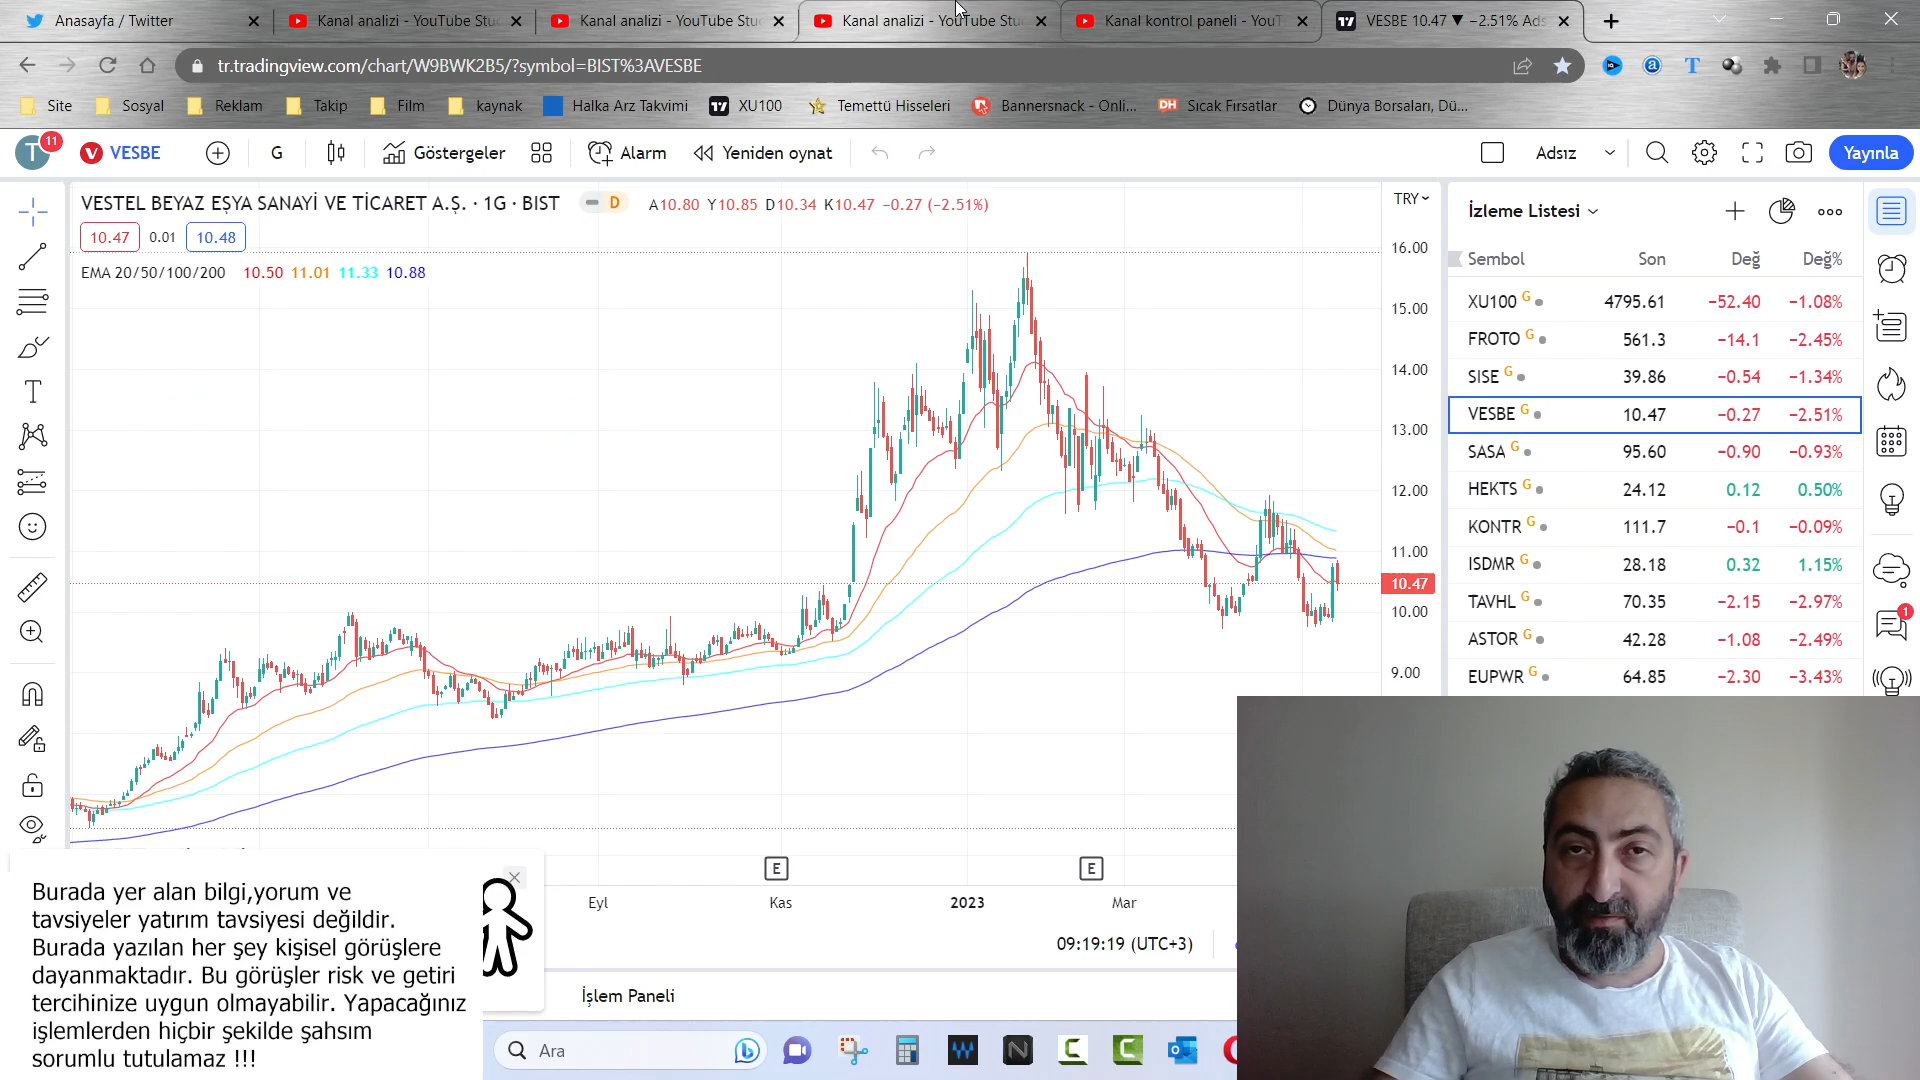 Anasayfa / Twitter
Kanal analizi - YouTube Stu
Kanal analizi - YouTube Stu
Kanal analizi - YouTube Stu
Kanal kontrol paneli - YouT
VESBE 10.47 ▼ −2.51% Ads
tr.tradingview.com/chart/W9BWK2B5/?symbol=BIST%3AVESBE
Site Sosyal Reklam Takip Film kaynak Halka Arz Takvimi XU100 Temettü Hisseleri Bannersnack - Onli... DH Sıcak Fırsatlar Dünya Borsaları, Dü...
T 11 VESBE G Göstergeler Alarm Yeniden oynat Adsız Yayınla
VESTEL BEYAZ EŞYA SANAYİ VE TİCARET A.Ş. · 1G · BIST D A10.80 Y10.85 D10.34 K10.47 −0.27 (−2.51%)
10.47 0.01 10.48
EMA 20/50/100/200 10.50 11.01 11.33 10.88
TRY
16.00
15.00
14.00
13.00
12.00
11.00
10.47
10.00
9.00
E E
Eyl Kas 2023 Mar
09:19:19 (UTC+3)
İşlem Paneli
İzleme Listesi
Sembol Son Değ Değ%
XU100 G 4795.61 −52.40 −1.08%
FROTO G 561.3 −14.1 −2.45%
SISE G 39.86 −0.54 −1.34%
VESBE G 10.47 −0.27 −2.51%
SASA G 95.60 −0.90 −0.93%
HEKTS G 24.12 0.12 0.50%
KONTR G 111.7 −0.1 −0.09%
ISDMR G 28.18 0.32 1.15%
TAVHL G 70.35 −2.15 −2.97%
ASTOR G 42.28 −1.08 −2.49%
EUPWR G 64.85 −2.30 −3.43%
1
Burada yer alan bilgi,yorum ve
tavsiyeler yatırım tavsiyesi değildir.
Burada yazılan her şey kişisel görüşlere
dayanmaktadır. Bu görüşler risk ve getiri
tercihinize uygun olmayabilir. Yapacağınız
işlemlerden hiçbir şekilde şahsım
sorumlu tutulamaz !!!
Ara